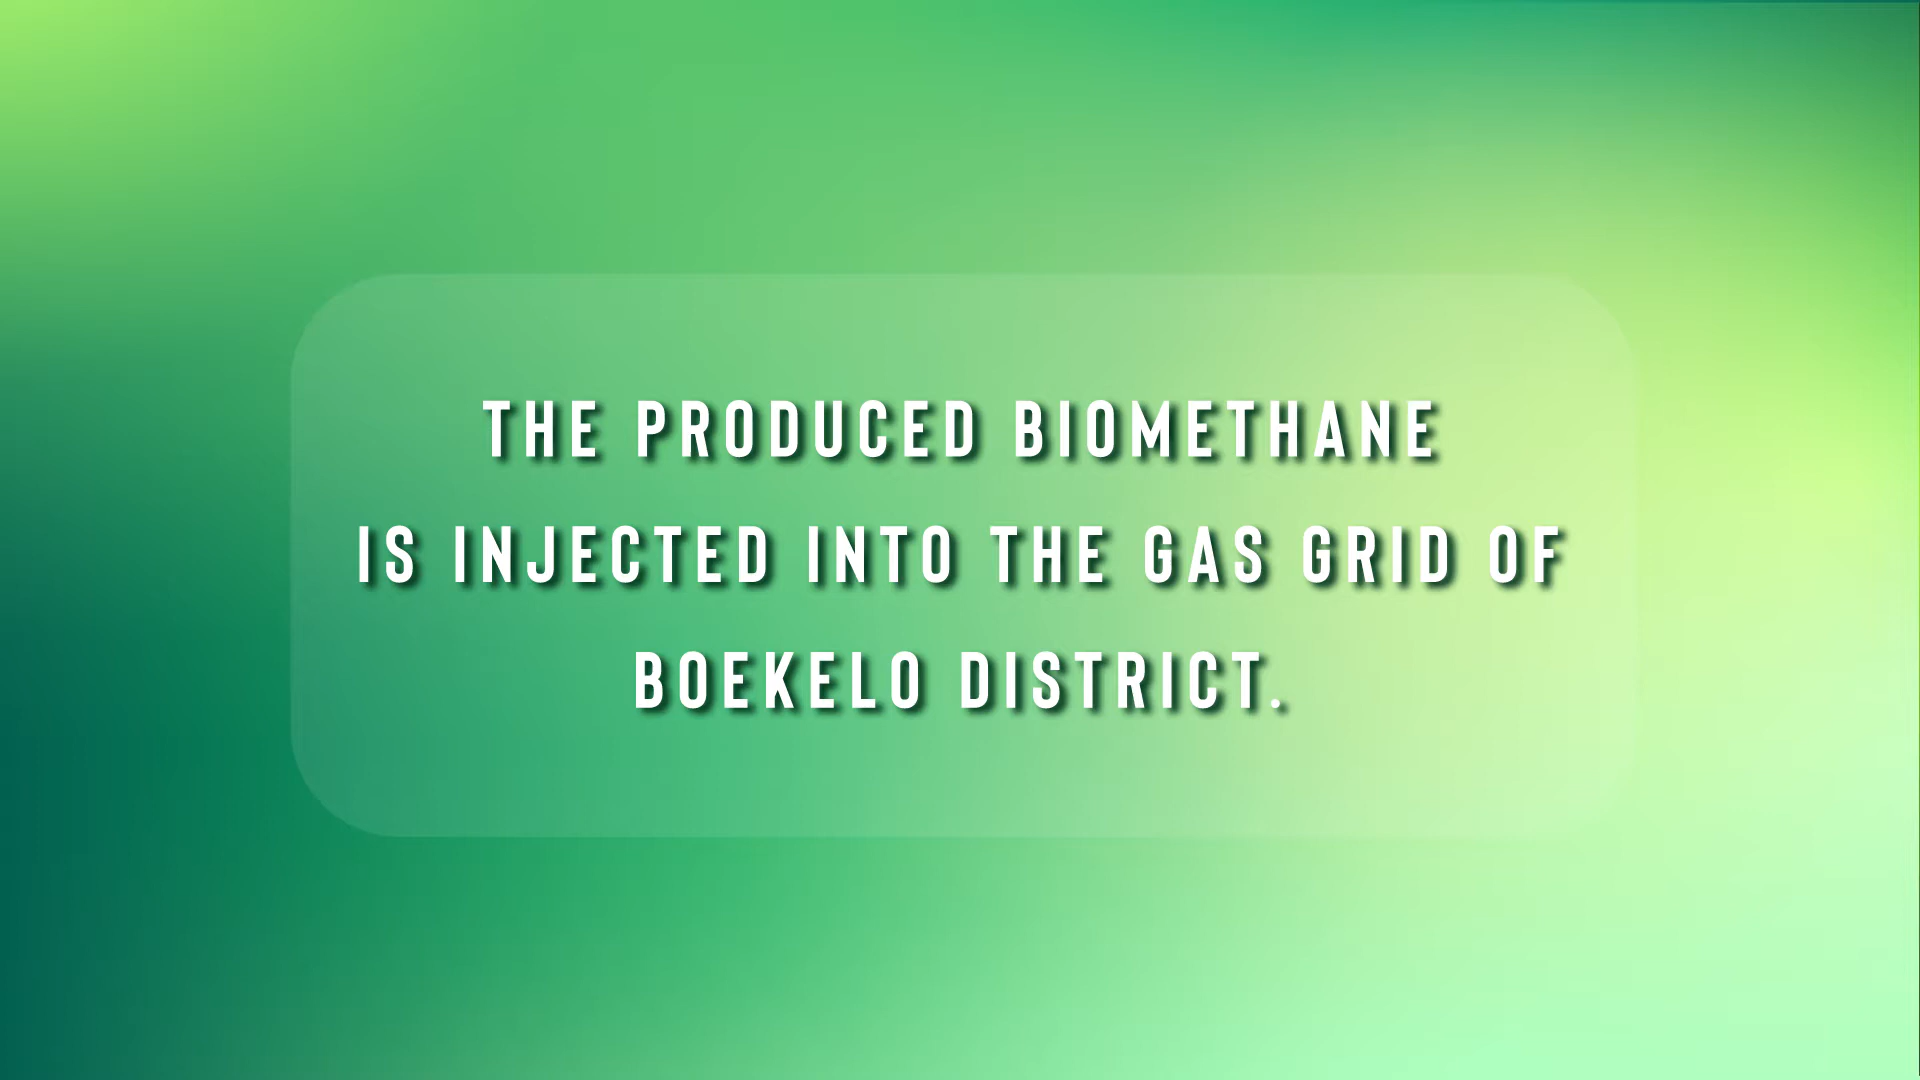 THE PRODUCED BIOMETHANE
IS INJECTED INTO THE GAS GRID OF
BOEKELO DISTRICT.